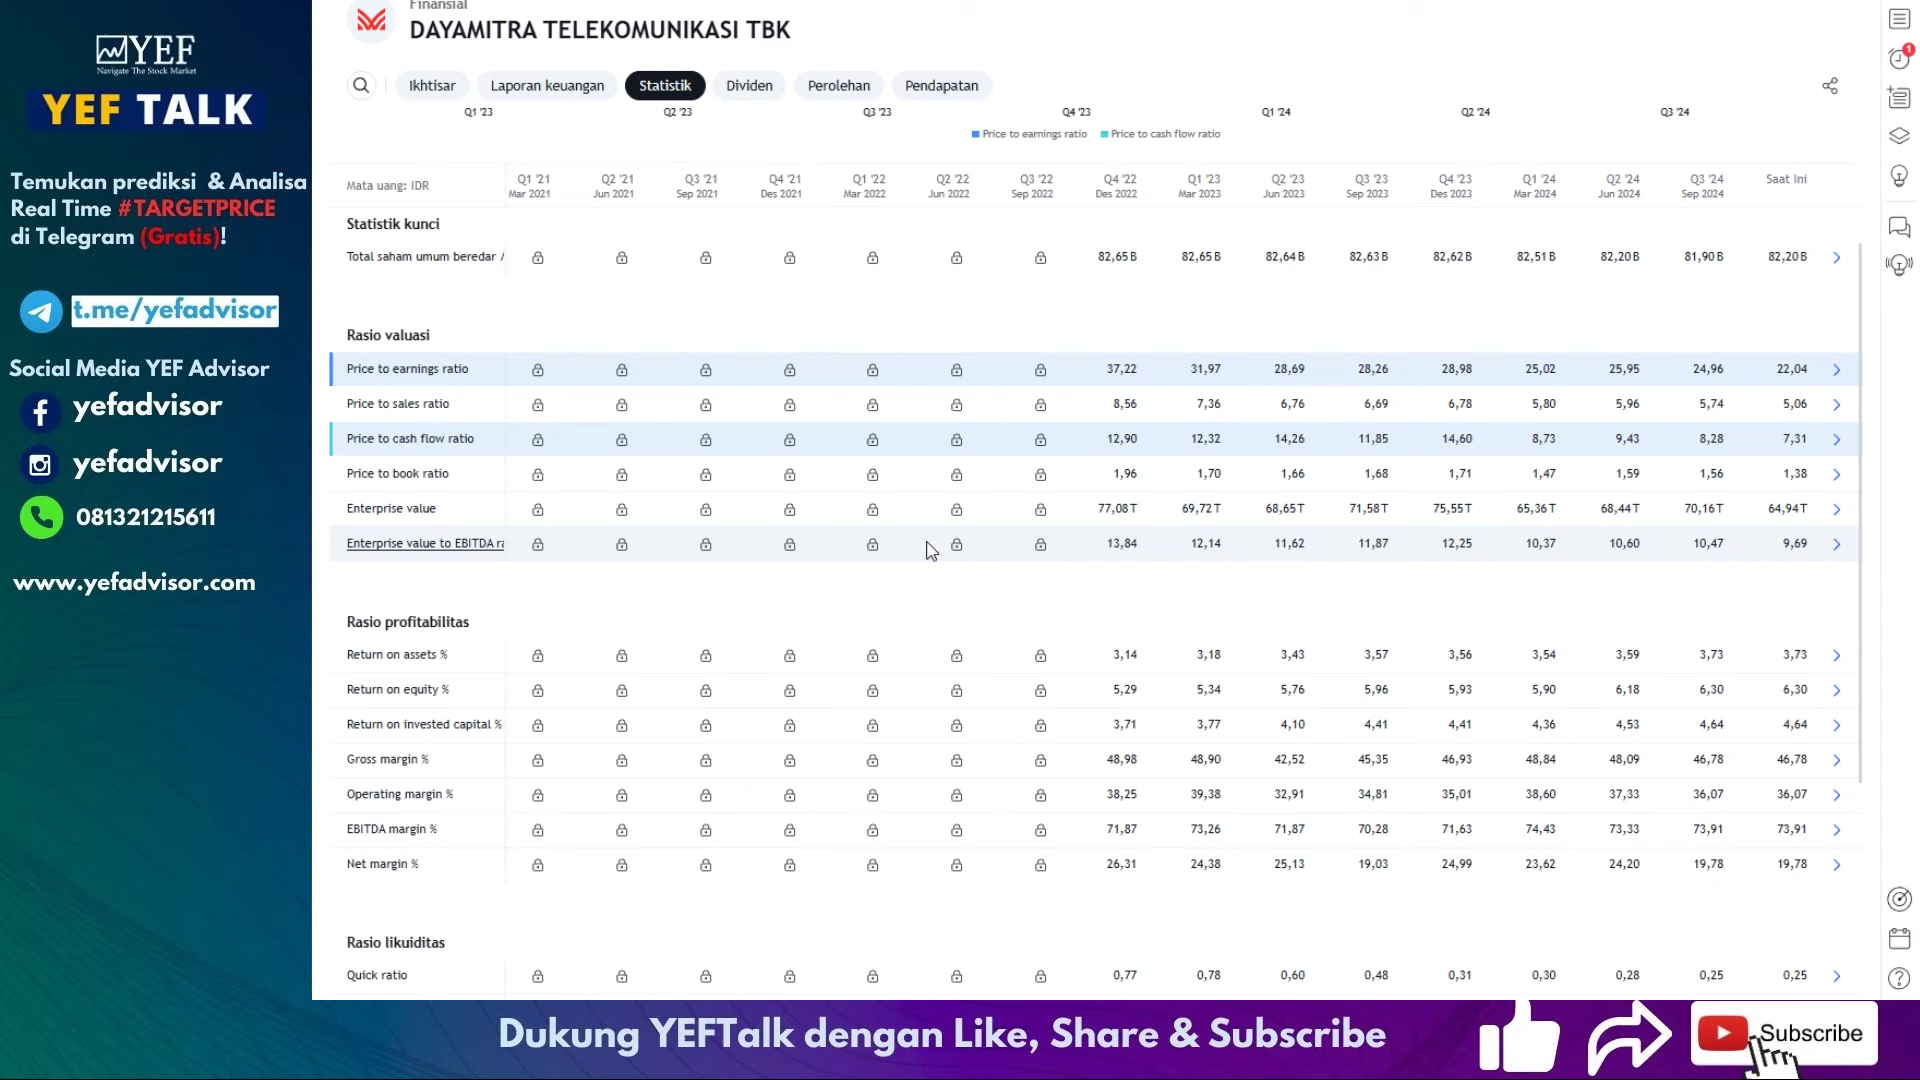 YEF
Navigate The Stock Market
YEF TALK
Temukan prediksi & Analisa
Real Time #TARGETPRICE
di Telegram (Gratis)!
t.me/yefadvisor
Social Media YEF Advisor
yefadvisor
yefadvisor
081321215611
www.yefadvisor.com
Finansial
DAYAMITRA TELEKOMUNIKASI TBK
Ikhtisar Laporan keuangan Statistik Dividen Perolehan Pendapatan
Q1 '23 Q2 '23 Q3 '23 Q4 '23 Q1 '24 Q2 '24 Q3 '24
Price to earnings ratio Price to cash flow ratio
Mata uang: IDR Q1 '21 Q2 '21 Q3 '21 Q4 '21 Q1 '22 Q2 '22 Q3 '22 Q4 '22 Q1 '23 Q2 '23 Q3 '23 Q4 '23 Q1 '24 Q2 '24 Q3 '24 Saat Ini
Mar 2021 Jun 2021 Sep 2021 Des 2021 Mar 2022 Jun 2022 Sep 2022 Des 2022 Mar 2023 Jun 2023 Sep 2023 Des 2023 Mar 2024 Jun 2024 Sep 2024
Statistik kunci
Total saham umum beredar / 82,65B 82,65B 82,64B 82,63B 82,62B 82,51B 82,20B 81,90B 82,20B
Rasio valuasi
Price to earnings ratio 37,22 31,97 28,69 28,26 28,98 25,02 25,95 24,96 22,04
Price to sales ratio 8,56 7,36 6,76 6,69 6,78 5,80 5,96 5,74 5,06
Price to cash flow ratio 12,90 12,32 14,26 11,85 14,60 8,73 9,43 8,28 7,31
Price to book ratio 1,96 1,70 1,66 1,68 1,71 1,47 1,59 1,56 1,38
Enterprise value 77,08T 69,72T 68,65T 71,58T 75,55T 65,36T 68,44T 70,16T 64,94T
Enterprise value to EBITDA ra 13,84 12,14 11,62 11,87 12,25 10,37 10,60 10,47 9,69
Rasio profitabilitas
Return on assets % 3,14 3,18 3,43 3,57 3,56 3,54 3,59 3,73 3,73
Return on equity % 5,29 5,34 5,76 5,96 5,93 5,90 6,18 6,30 6,30
Return on invested capital % 3,71 3,77 4,10 4,41 4,41 4,36 4,53 4,64 4,64
Gross margin % 48,98 48,90 42,52 45,35 46,93 48,84 48,09 46,78 46,78
Operating margin % 38,25 39,38 32,91 34,81 35,01 38,60 37,33 36,07 36,07
EBITDA margin % 71,87 73,26 71,87 70,28 71,63 74,43 73,33 73,91 73,91
Net margin % 26,31 24,38 25,13 19,03 24,99 23,62 24,20 19,78 19,78
Rasio likuiditas
Quick ratio 0,77 0,78 0,60 0,48 0,31 0,30 0,28 0,25 0,25
1
Dukung YEFTalk dengan Like, Share & Subscribe
Subscribe